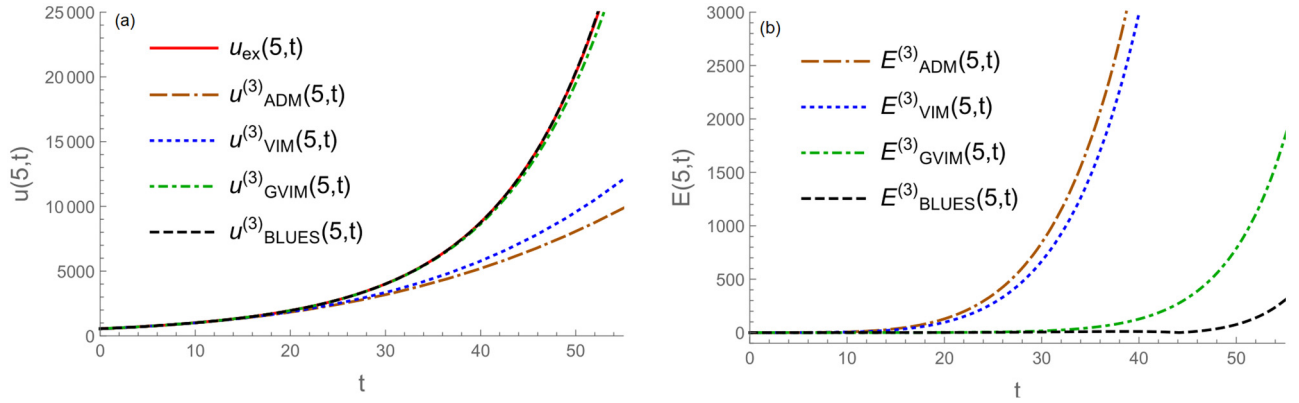 (a)
u_ex(5,t)
u^(3)_ADM(5,t)
u^(3)_VIM(5,t)
u^(3)_GVIM(5,t)
u^(3)_BLUES(5,t)
u(5,t)
25 000
20 000
15 000
10 000
5000
0
0 10 20 30 40 50
t
(b)
E^(3)_ADM(5,t)
E^(3)_VIM(5,t)
E^(3)_GVIM(5,t)
E^(3)_BLUES(5,t)
E(5,t)
3000
2500
2000
1500
1000
500
0
0 10 20 30 40 50
t